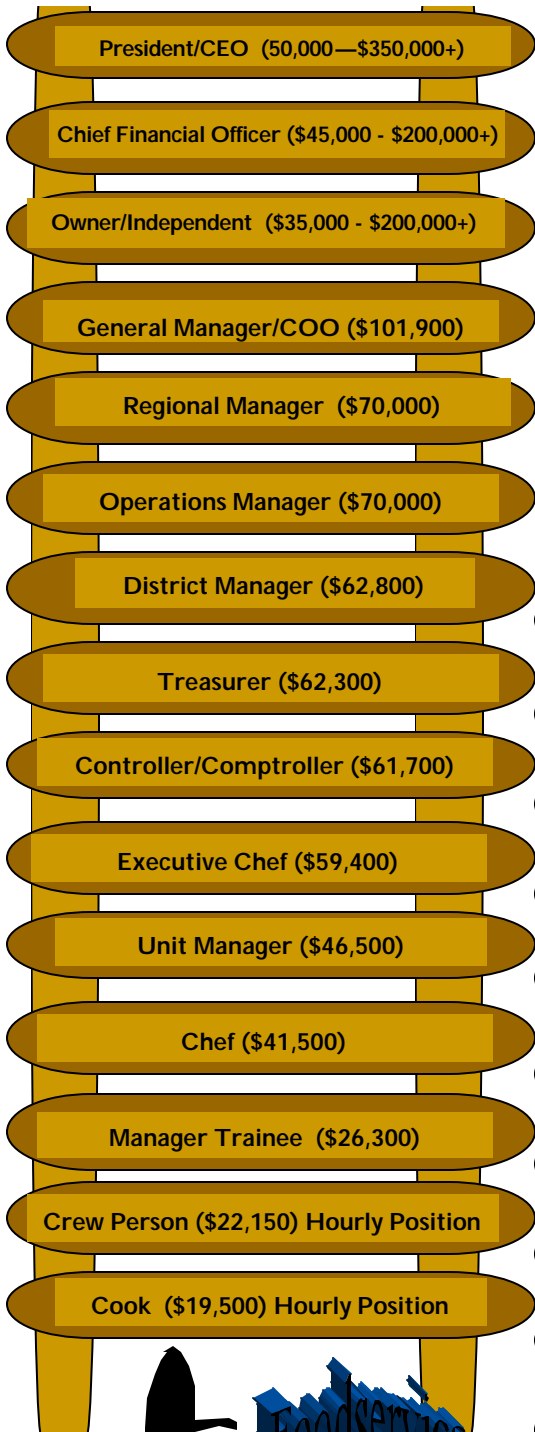 President/CEO (50,000—$350,000+)
Chief Financial Officer ($45,000 - $200,000+)
Owner/Independent ($35,000 - $200,000+)
General Manager/COO ($101,900)
Regional Manager ($70,000)
Operations Manager ($70,000)
District Manager ($62,800)
Treasurer ($62,300)
Controller/Comptroller ($61,700)
Executive Chef ($59,400)
Unit Manager ($46,500)
Chef ($41,500)
Manager Trainee ($26,300)
Crew Person ($22,150) Hourly Position
Cook ($19,500) Hourly Position
Foodservice